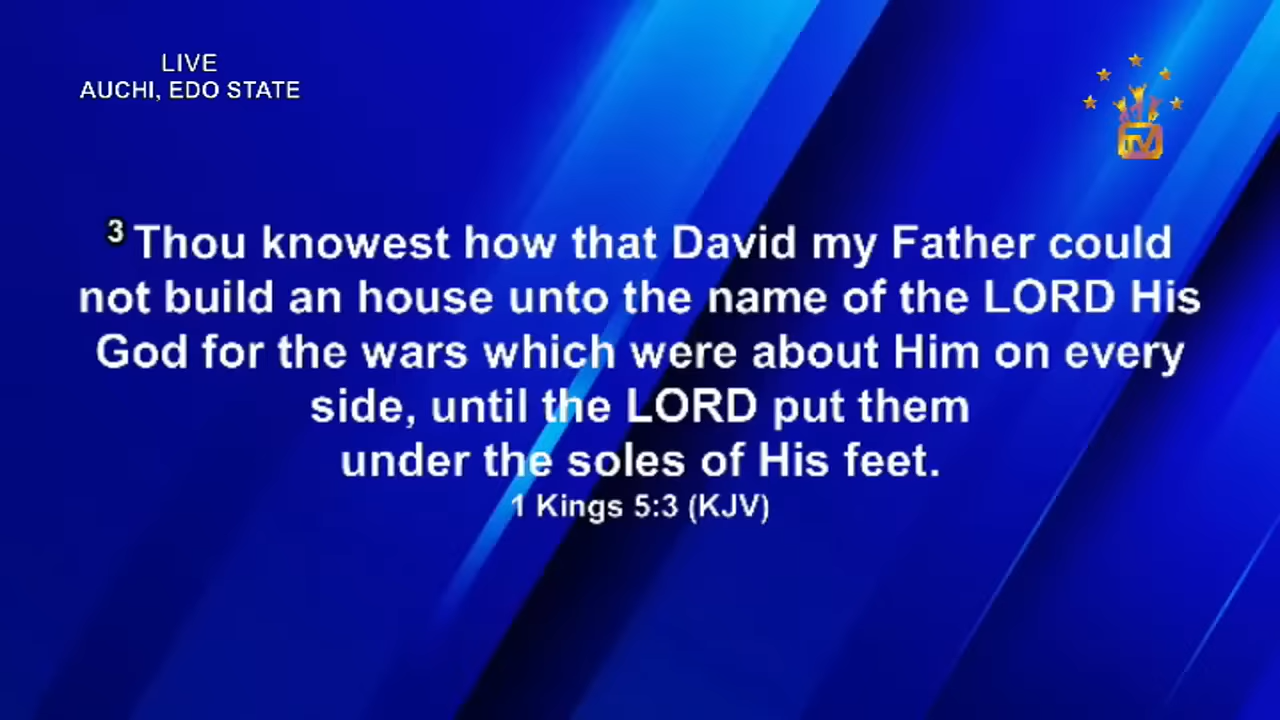 LIVE
AUCHI, EDO STATE
TV
3 Thou knowest how that David my Father could
not build an house unto the name of the LORD His
God for the wars which were about Him on every
side, until the LORD put them
under the soles of His feet.
1 Kings 5:3 (KJV)